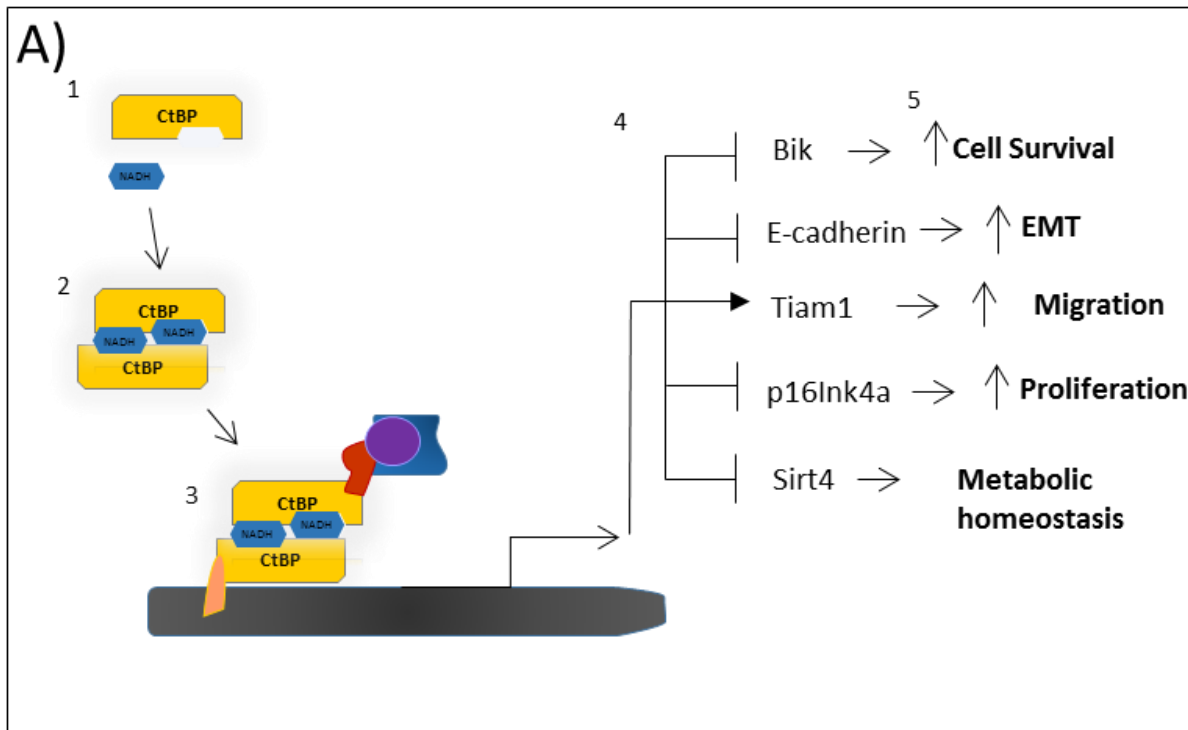 A)
1
CtBP
NADH
2
CtBP
NADH NADH
CtBP
3
CtBP
NADH NADH
CtBP
4
5
Bik Cell Survival
E-cadherin EMT
Tiam1 Migration
p16Ink4a Proliferation
Sirt4 Metabolic
homeostasis